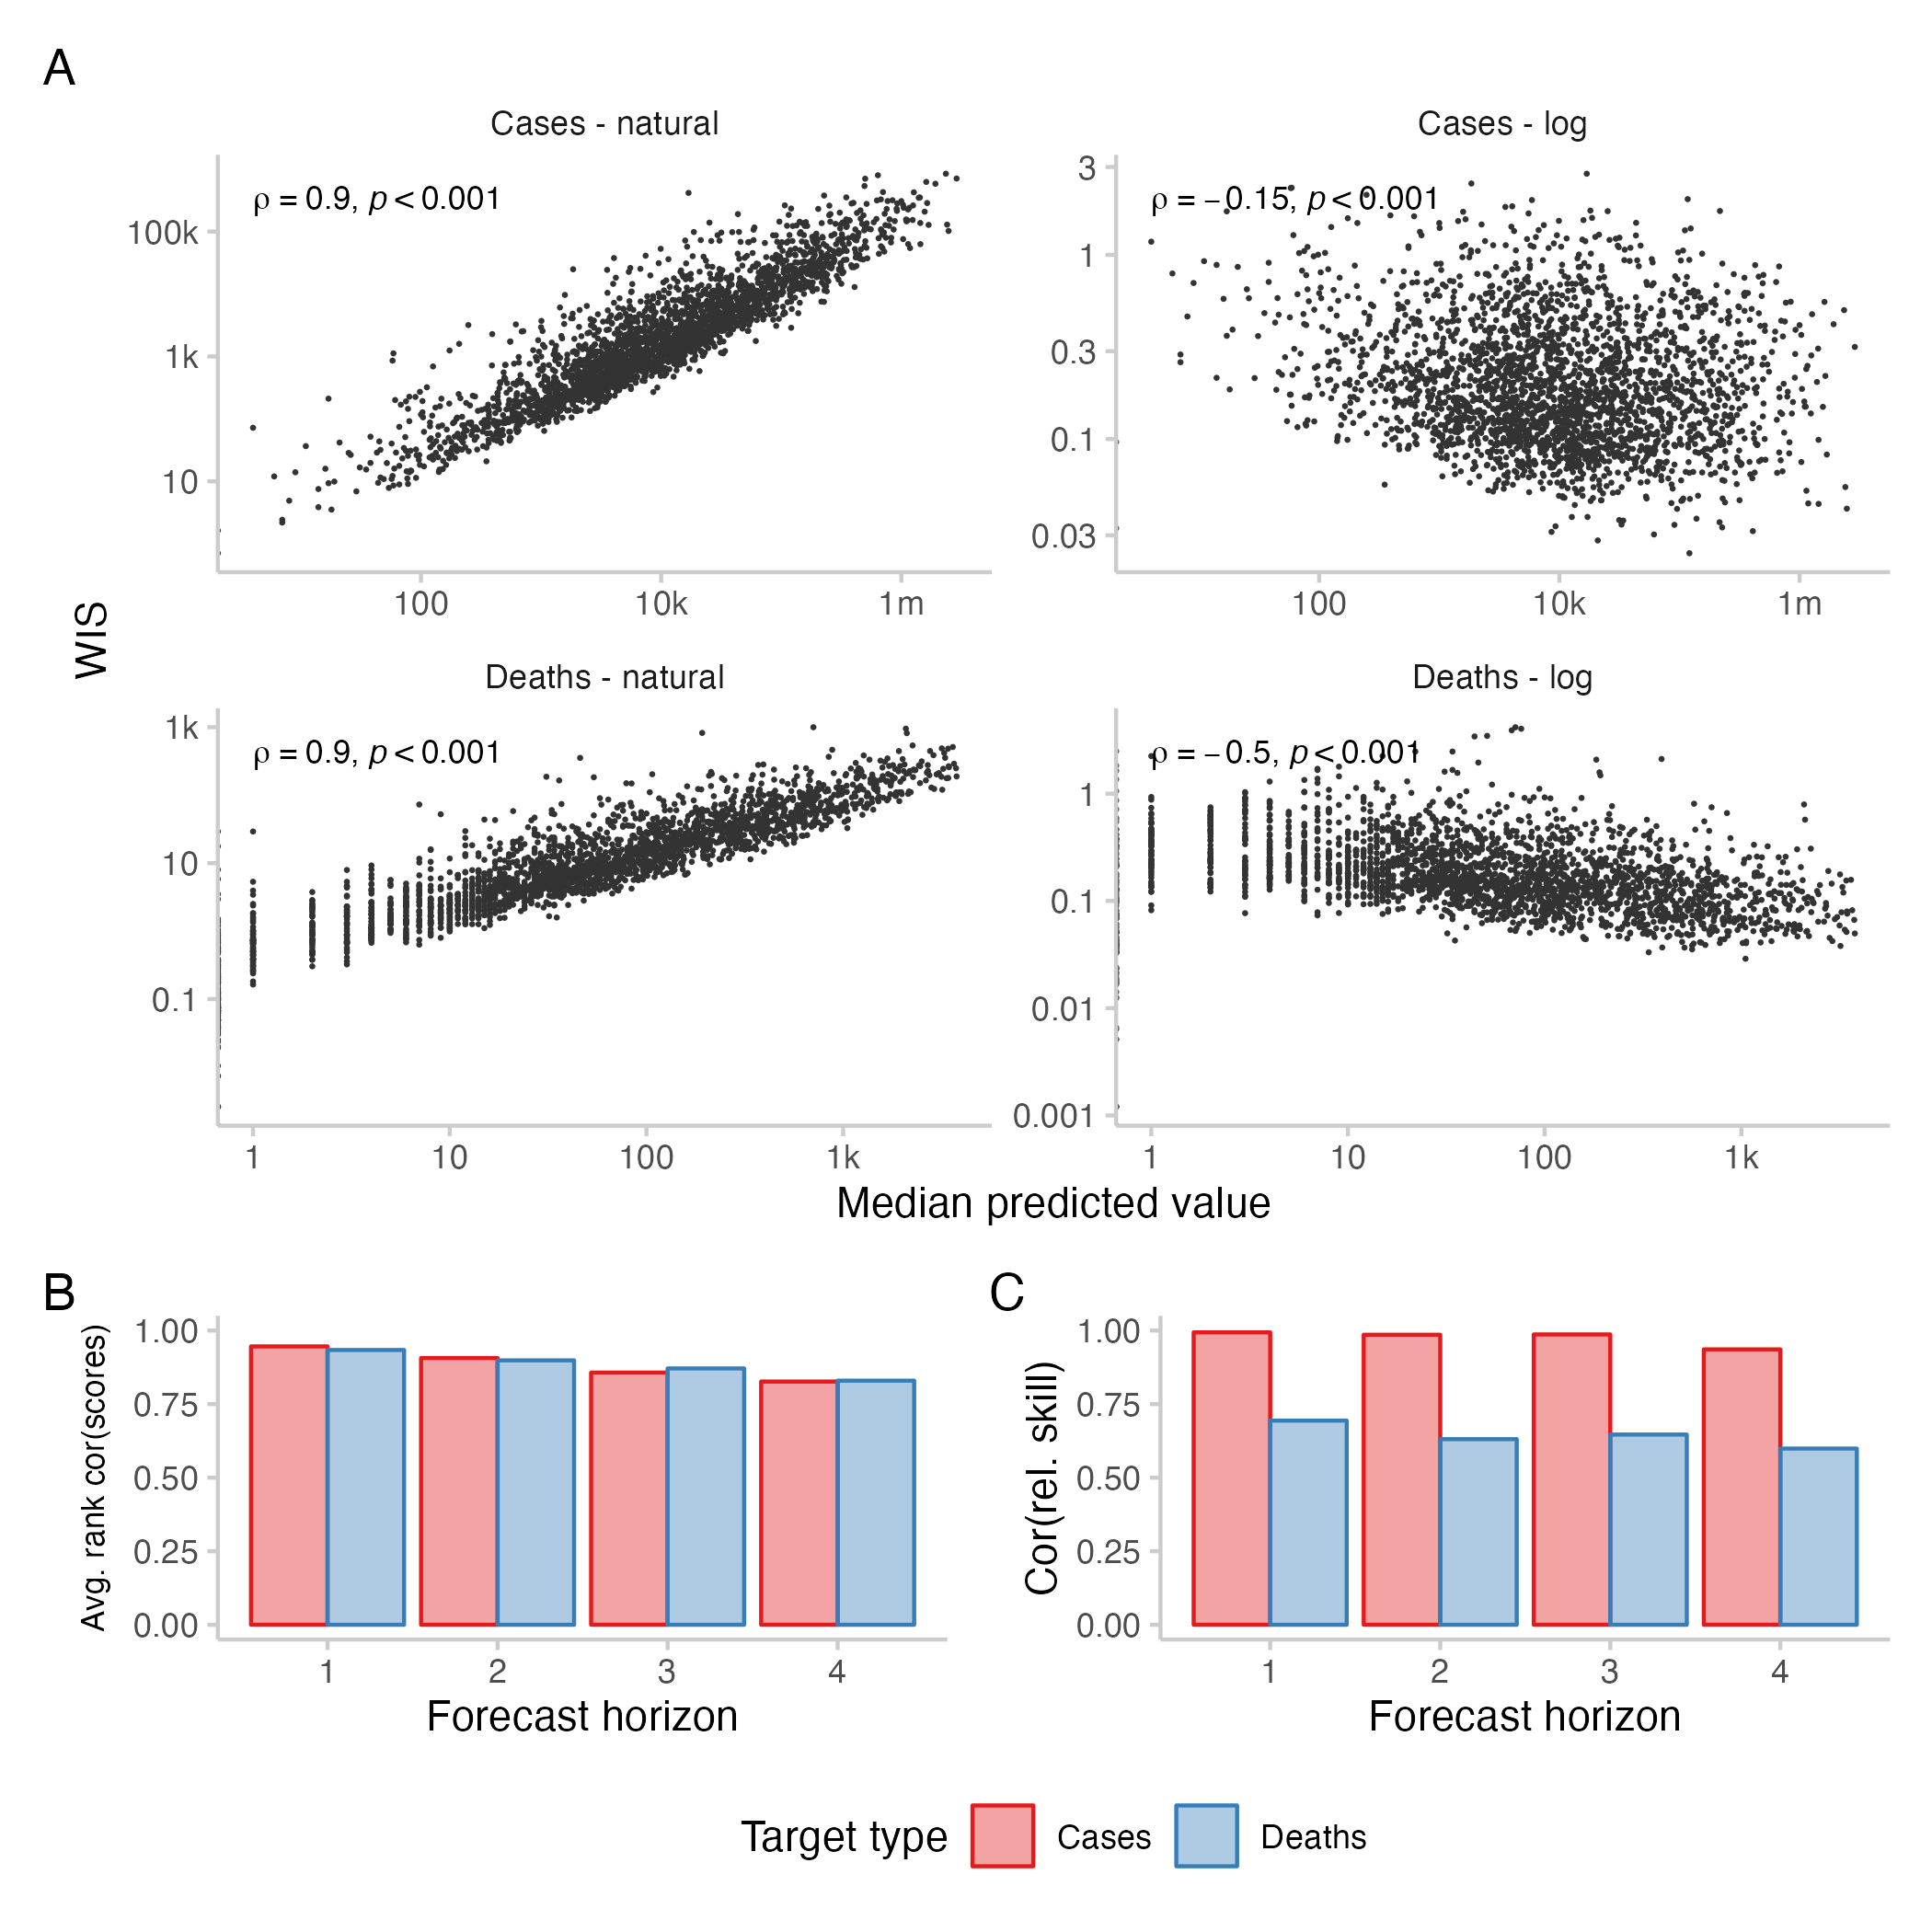 A
Cases - natural
Cases - log
ρ = 0.9, p < 0.001
ρ = −0.15, p < 0.001
100k
1k
10
3
1
0.3
0.1
0.03
100 10k 1m
100 10k 1m
WIS
Deaths - natural
Deaths - log
ρ = 0.9, p < 0.001
ρ = −0.5, p < 0.001
1k
10
0.1
1
0.1
0.01
0.001
1 10 100 1k
1 10 100 1k
Median predicted value
B
Avg. rank cor(scores)
1.00
0.75
0.50
0.25
0.00
1 2 3 4
Forecast horizon
C
Cor(rel. skill)
1.00
0.75
0.50
0.25
0.00
1 2 3 4
Forecast horizon
Target type Cases Deaths